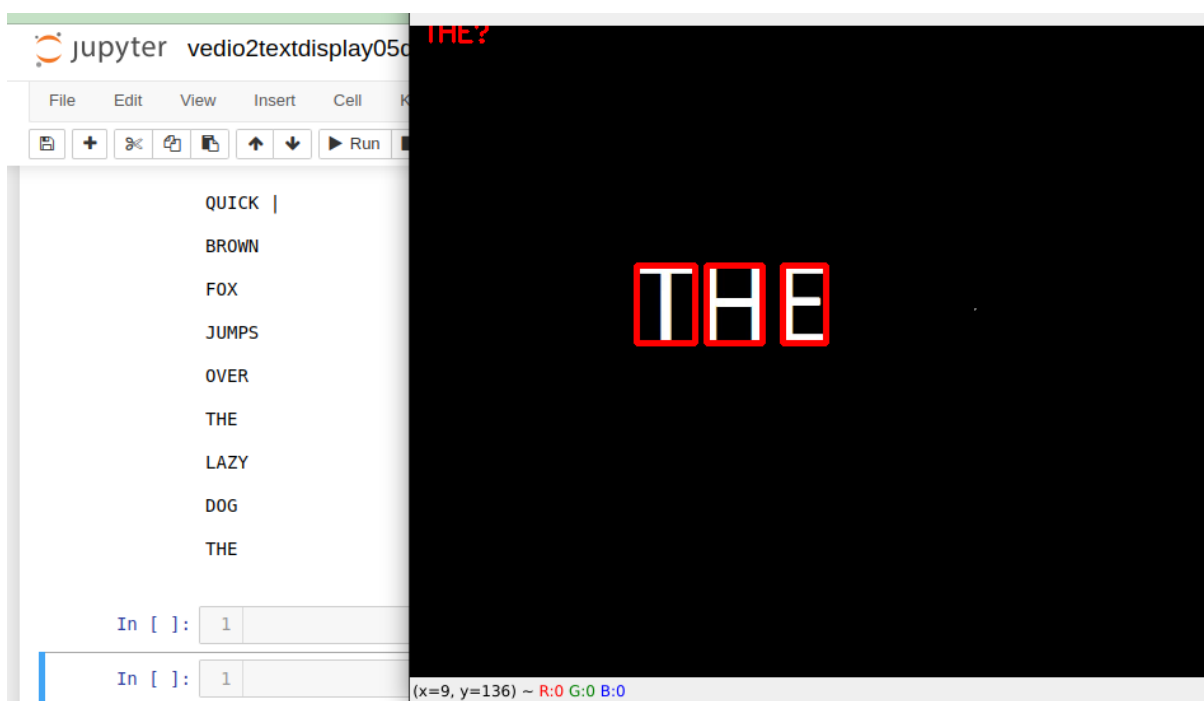 jupyter vedio2textdisplay05
File Edit View Insert Cell
Run
QUICK |
BROWN
FOX
JUMPS
OVER
THE
LAZY
DOG
THE
In [ ]: 1
In [ ]: 1
THE?
THE
(x=9, y=136) ~ R:0 G:0 B:0